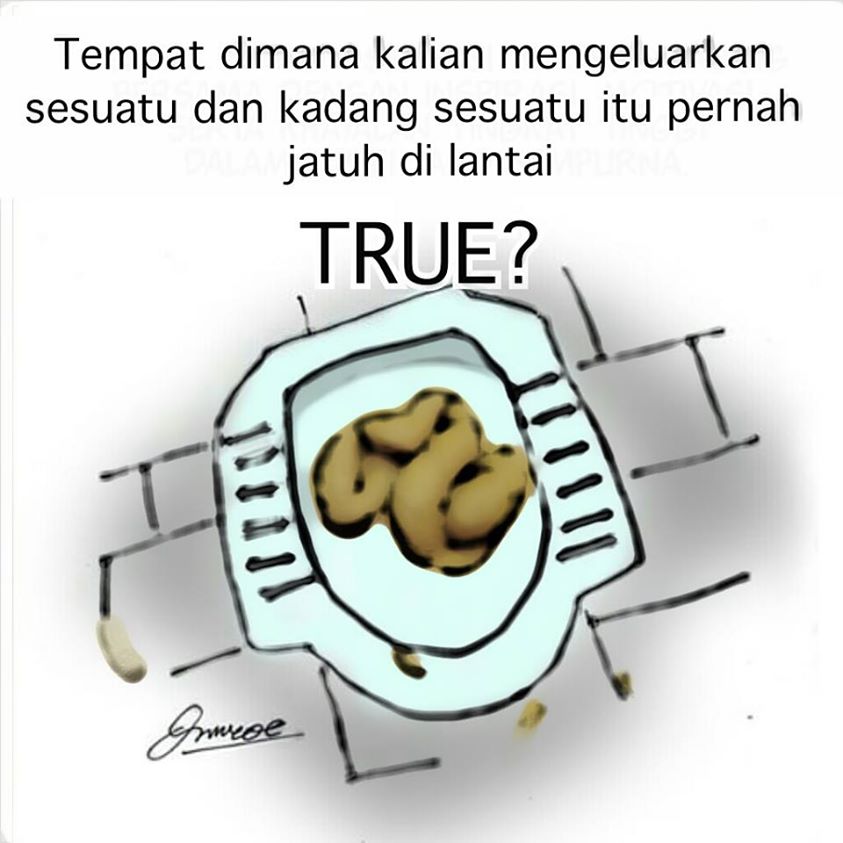 Tempat dimana kalian mengeluarkan
sesuatu dan kadang sesuatu itu pernah
jatuh di lantai
TRUE?